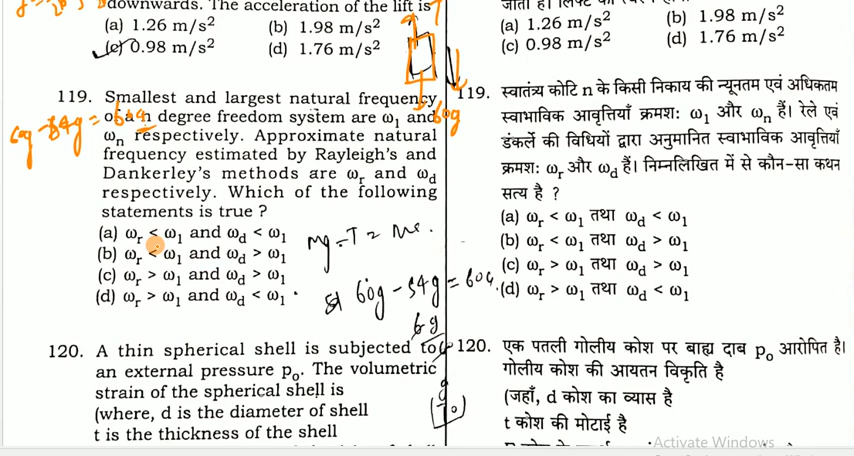 downwards. The acceleration of the lift is
(a) 1.26 m/s² (b) 1.98 m/s²
(c) 0.98 m/s² (d) 1.76 m/s²
119. Smallest and largest natural frequency
of a n degree freedom system are ω₁ and
ωₙ respectively. Approximate natural
frequency estimated by Rayleigh's and
Dankerley's methods are ωᵣ and ω_d
respectively. Which of the following
statements is true ?
(a) ωᵣ < ω₁ and ω_d < ω₁
(b) ωᵣ < ω₁ and ω_d > ω₁
(c) ωᵣ > ω₁ and ω_d > ω₁
(d) ωᵣ > ω₁ and ω_d < ω₁
120. A thin spherical shell is subjected to
an external pressure pₒ. The volumetric
strain of the spherical shell is
(where, d is the diameter of shell
t is the thickness of the shell
60g
60g - 54g = 60a
mg - T = ma.
60g - 54g = 60a.
6g
(a) 1.26 m/s² (b) 1.98 m/s²
(c) 0.98 m/s² (d) 1.76 m/s²
119. स्वातंत्र्य कोटि n के किसी निकाय की न्यूनतम एवं अधिकतम
स्वाभाविक आवृत्तियाँ क्रमश: ω₁ और ωₙ हैं। रेले एवं
डंकर्ले की विधियों द्वारा अनुमानित स्वाभाविक आवृत्तियाँ
क्रमश: ωᵣ और ω_d हैं। निम्नलिखित में से कौन-सा कथन
सत्य है ?
(a) ωᵣ < ω₁ तथा ω_d < ω₁
(b) ωᵣ < ω₁ तथा ω_d > ω₁
(c) ωᵣ > ω₁ तथा ω_d > ω₁
(d) ωᵣ > ω₁ तथा ω_d < ω₁
120. एक पतली गोलीय कोश पर बाह्य दाब pₒ आरोपित है।
गोलीय कोश की आयतन विकृति है
(जहाँ, d कोश का व्यास है
t कोश की मोटाई है
Activate Windows